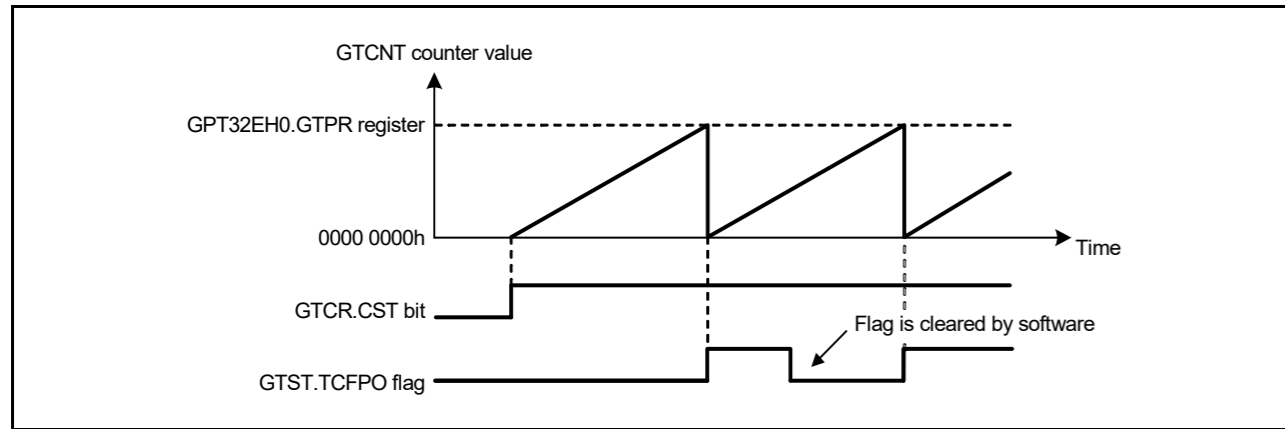 GTCNT counter value
GPT32EH0.GTPR register
0000 0000h
Time
GTCR.CST bit
Flag is cleared by software
GTST.TCFPO flag